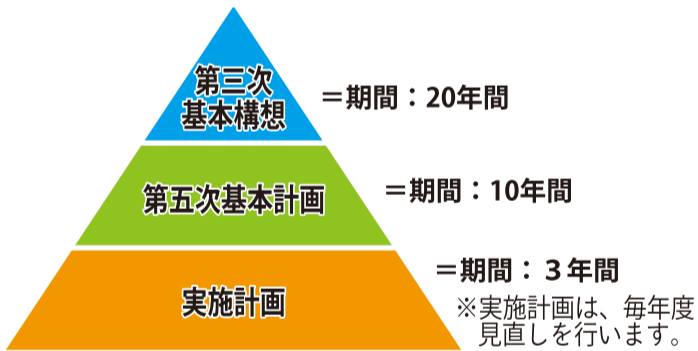 第三次
基本構想
＝期間：20年間
第五次基本計画
＝期間：10年間
実施計画
＝期間：３年間
※実施計画は、毎年度
見直しを行います。